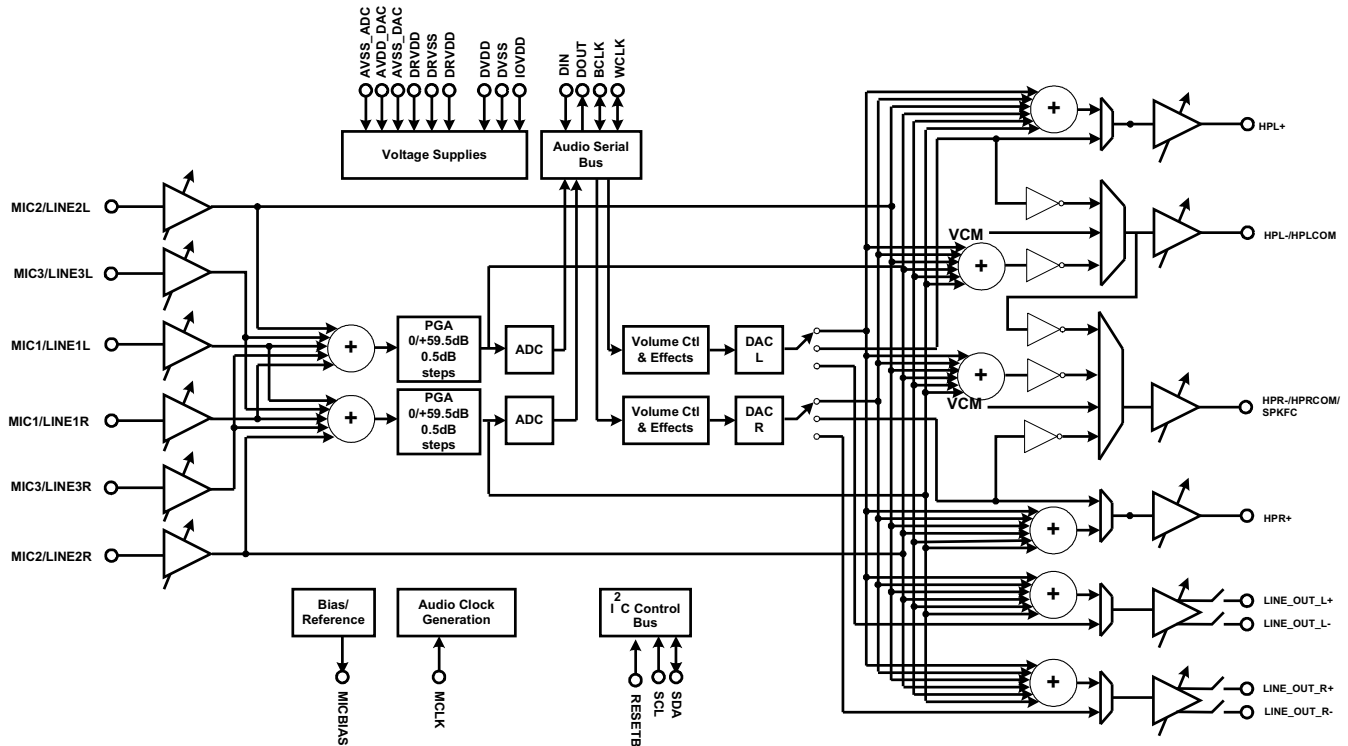 AVSS_ADC
AVDD_DAC
AVSS_DAC
DRVDD
DRVSS
DRVDD
DVDD
DVSS
IOVDD
DIN
DOUT
BCLK
WCLK
Voltage Supplies
Audio Serial
Bus
+
HPL+
MIC2/LINE2L
VCM
+
HPL-/HPLCOM
MIC3/LINE3L
MIC1/LINE1L
+
PGA
0/+59.5dB
0.5dB
steps
ADC
Volume Ctl
& Effects
DAC
L
+
VCM
HPR-/HPRCOM/
SPKFC
MIC1/LINE1R
+
PGA
0/+59.5dB
0.5dB
steps
ADC
Volume Ctl
& Effects
DAC
R
MIC3/LINE3R
HPR+
+
MIC2/LINE2R
Bias/
Reference
Audio Clock
Generation
2
I C Control
Bus
+
LINE_OUT_L+
LINE_OUT_L-
MICBIAS
MCLK
RESETB
SCL
SDA
+
LINE_OUT_R+
LINE_OUT_R-